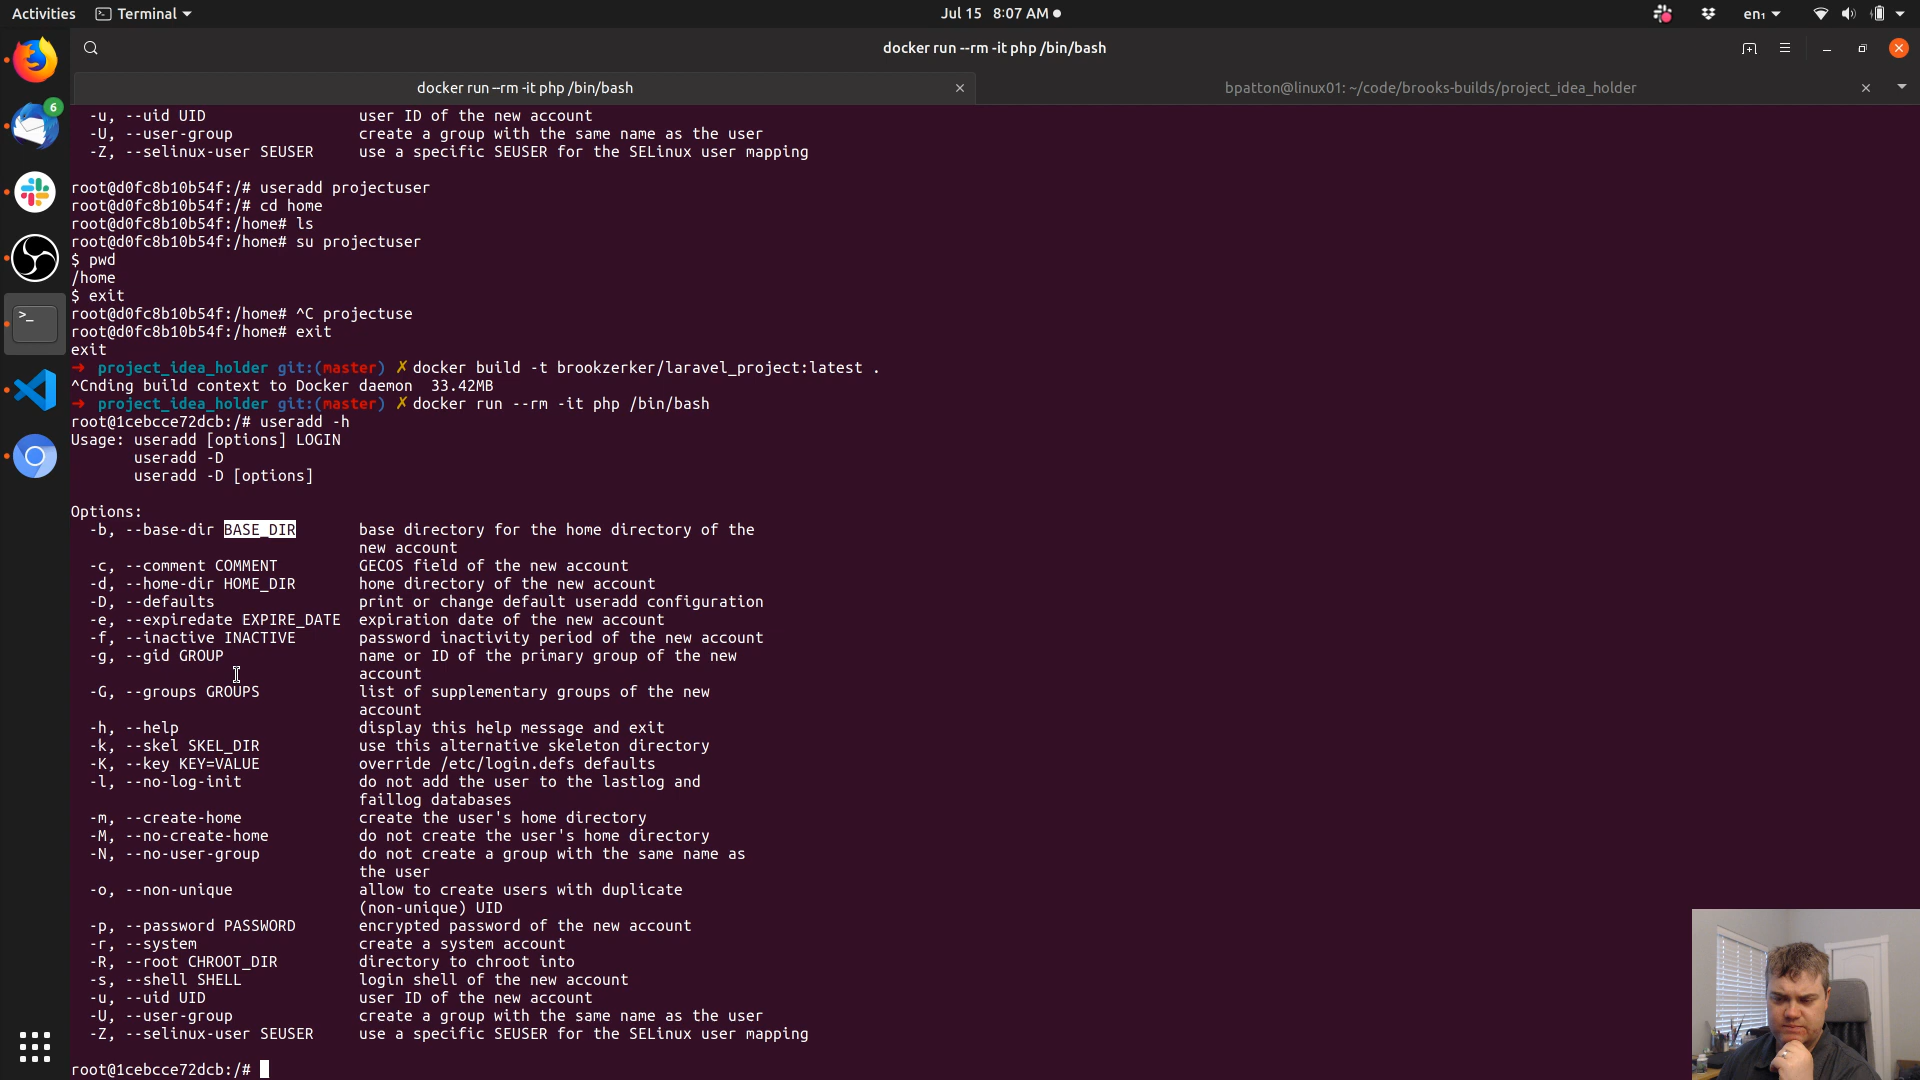 Activities
Terminal
Jul 15 8:07 AM
en₁
docker run --rm -it php /bin/bash
docker run --rm -it php /bin/bash
bpatton@linux01: ~/code/brooks-builds/project_idea_holder
6
-u, --uid UID                 user ID of the new account
-U, --user-group              create a group with the same name as the user
-Z, --selinux-user SEUSER     use a specific SEUSER for the SELinux user mapping
root@d0fc8b10b54f:/# useradd projectuser
root@d0fc8b10b54f:/# cd home
root@d0fc8b10b54f:/home# ls
root@d0fc8b10b54f:/home# su projectuser
$ pwd
/home
$ exit
root@d0fc8b10b54f:/home# ^C projectuse
root@d0fc8b10b54f:/home# exit
exit
➜  project_idea_holder git:(master) ✗ docker build -t brookzerker/laravel_project:latest .
^Cnding build context to Docker daemon  33.42MB
➜  project_idea_holder git:(master) ✗ docker run --rm -it php /bin/bash
root@1cebcce72dcb:/# useradd -h
Usage: useradd [options] LOGIN
useradd -D
useradd -D [options]
Options:
-b, --base-dir BASE_DIR       base directory for the home directory of the
new account
-c, --comment COMMENT         GECOS field of the new account
-d, --home-dir HOME_DIR       home directory of the new account
-D, --defaults                print or change default useradd configuration
-e, --expiredate EXPIRE_DATE  expiration date of the new account
-f, --inactive INACTIVE       password inactivity period of the new account
-g, --gid GROUP               name or ID of the primary group of the new
account
-G, --groups GROUPS           list of supplementary groups of the new
account
-h, --help                    display this help message and exit
-k, --skel SKEL_DIR           use this alternative skeleton directory
-K, --key KEY=VALUE           override /etc/login.defs defaults
-l, --no-log-init             do not add the user to the lastlog and
faillog databases
-m, --create-home             create the user's home directory
-M, --no-create-home          do not create the user's home directory
-N, --no-user-group           do not create a group with the same name as
the user
-o, --non-unique              allow to create users with duplicate
(non-unique) UID
-p, --password PASSWORD       encrypted password of the new account
-r, --system                  create a system account
-R, --root CHROOT_DIR         directory to chroot into
-s, --shell SHELL             login shell of the new account
-u, --uid UID                 user ID of the new account
-U, --user-group              create a group with the same name as the user
-Z, --selinux-user SEUSER     use a specific SEUSER for the SELinux user mapping
root@1cebcce72dcb:/#